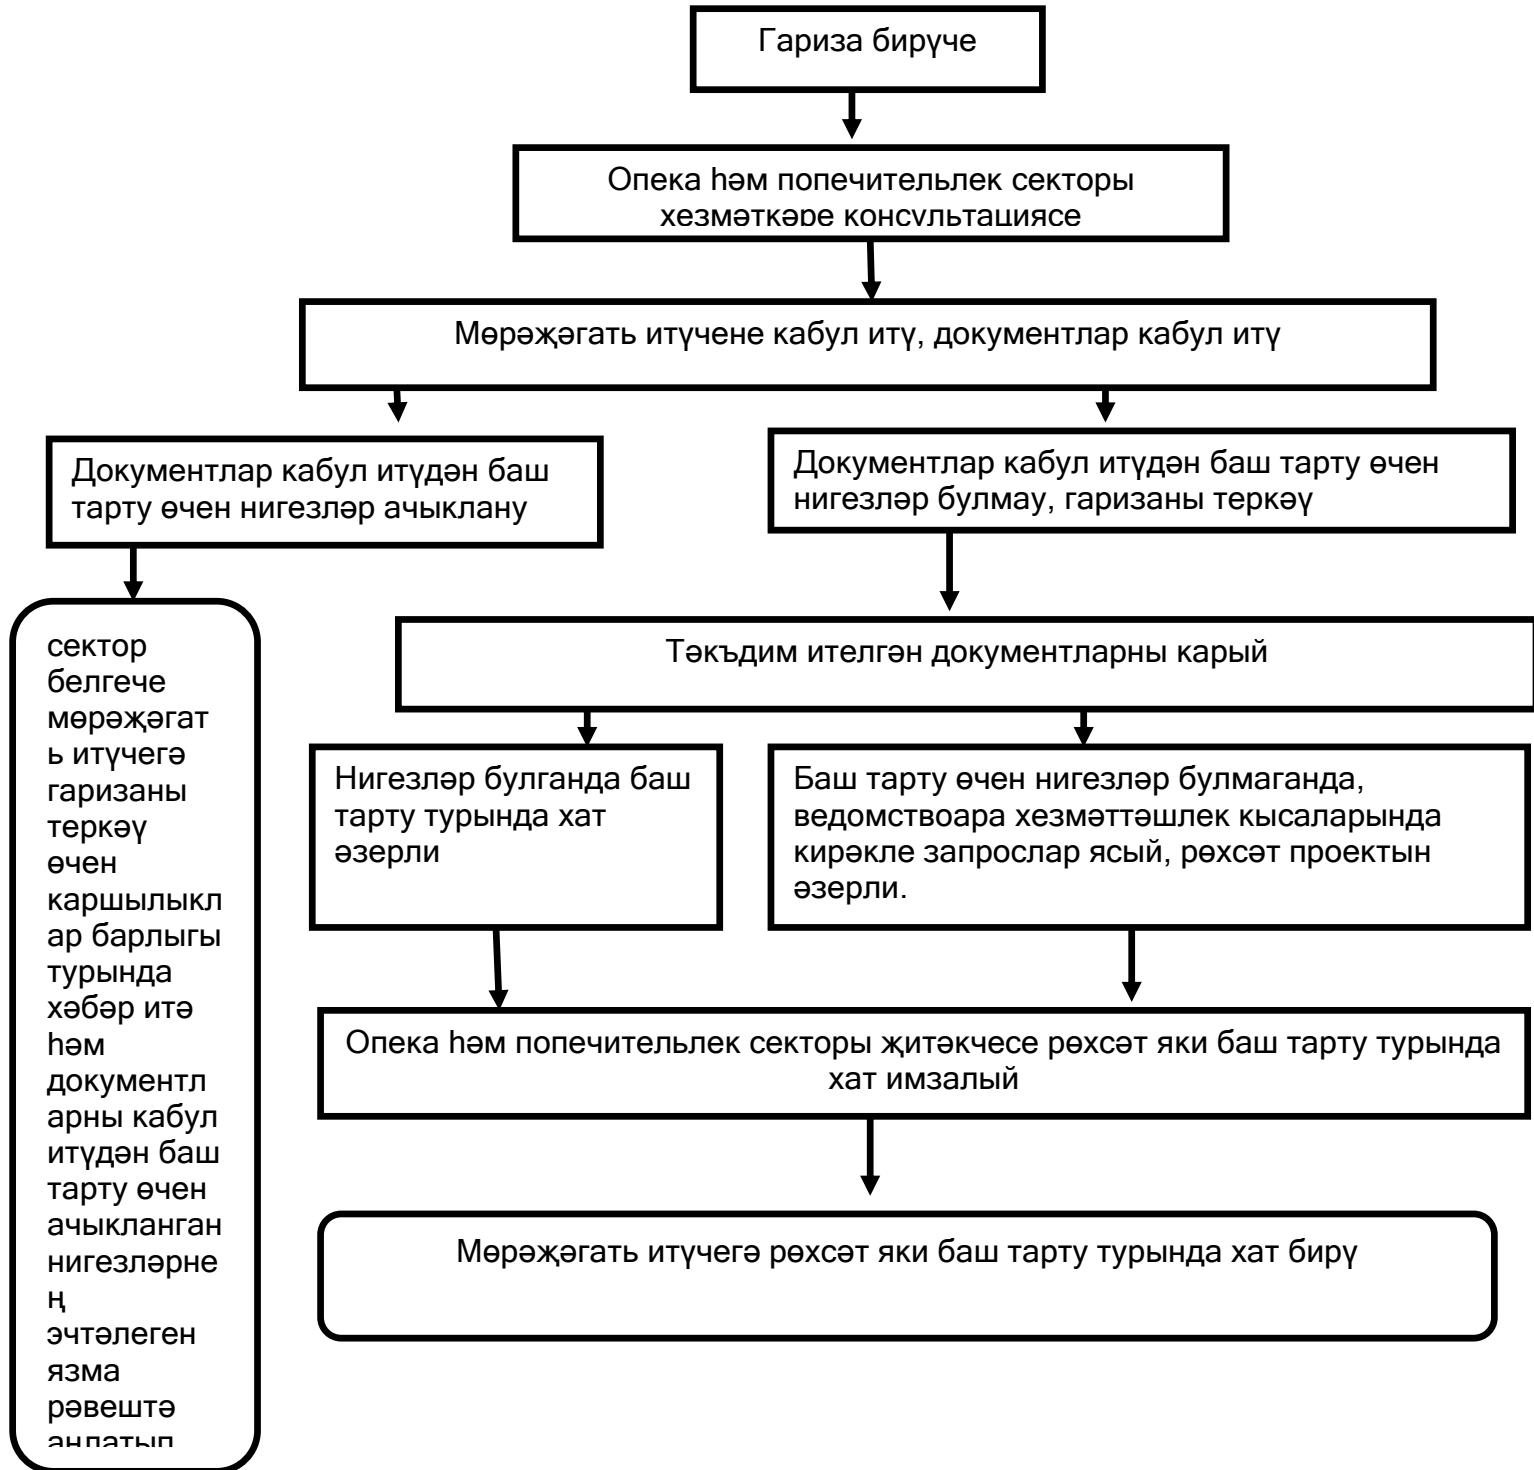 Гариза бирүче
Опека һәм попечительлек секторы
хезмәткәре консультациясе
Мөрәҗәгать итүчене кабул итү, документлар кабул итү
Документлар кабул итүдән баш
тарту өчен нигезләр ачыклану
Документлар кабул итүдән баш тарту өчен
нигезләр булмау, гаризаны теркәү
сектор
белгече
мөрәҗәгат
ь итүчегә
гаризаны
теркәү
өчен
каршылыкл
ар барлыгы
турында
хәбәр итә
һәм
документл
арны кабул
итүдән баш
тарту өчен
ачыкланган
нигезләрне
ң
эчтәлеген
язма
рәвештә
аңлатып
Тәкъдим ителгән документларны карый
Нигезләр булганда баш
тарту турында хат
әзерли
Баш тарту өчен нигезләр булмаганда,
ведомствоара хезмәттәшлек кысаларында
кирәкле запрослар ясый, рөхсәт проектын
әзерли.
Опека һәм попечительлек секторы җитәкчесе рөхсәт яки баш тарту турында
хат имзалый
Мөрәҗәгать итүчегә рөхсәт яки баш тарту турында хат бирү